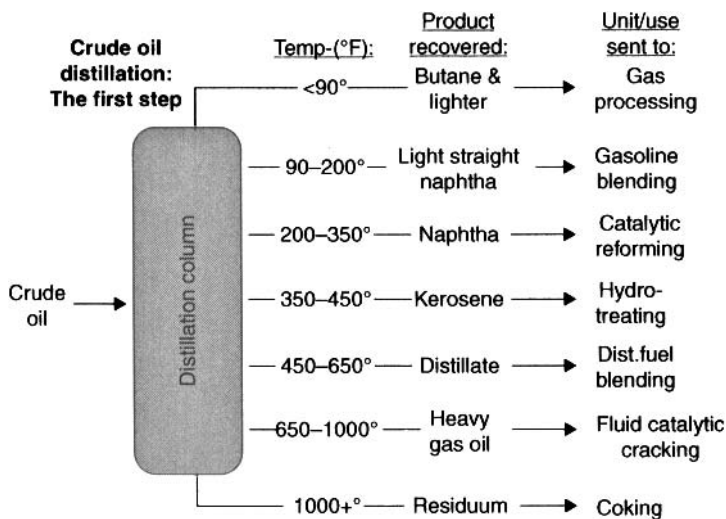 Crude oil
distillation:
The first step
Temp-(°F):
Product
recovered:
Unit/use
sent to:
<90°
Butane &
lighter
Gas
processing
90–200°
Light straight
naphtha
Gasoline
blending
200–350°
Naphtha
Catalytic
reforming
Crude
oil
Distillation column
350–450°
Kerosene
Hydro-
treating
450–650°
Distillate
Dist.fuel
blending
650–1000°
Heavy
gas oil
Fluid catalytic
cracking
1000+°
Residuum
Coking